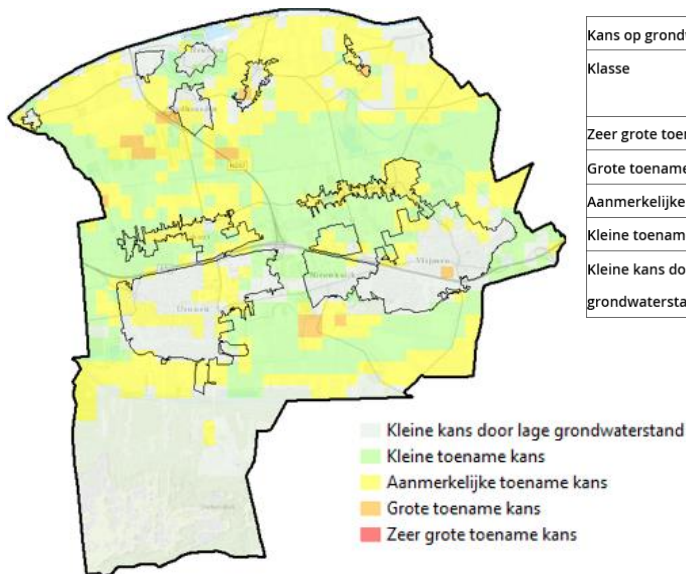 Kans op grondw
Klasse
Zeer grote toen
Grote toename
Aanmerkelijke
Kleine toenam
Kleine kans do
grondwatersta
Vlijmen
Nieuwkuijk
Kleine kans door lage grondwaterstand
Kleine toename kans
Aanmerkelijke toename kans
Grote toename kans
Zeer grote toename kans